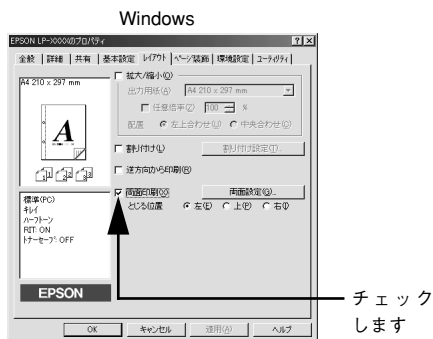 Windows
EPSON LP-XXXXのプロパティ
全般 詳細 共有 基本設定 レイアウト ページ装飾 環境設定 ユーティリティ
A4 210 x 297 mm
拡大/縮小(O)
出力用紙(A) A4 210 x 297 mm
任意倍率(Z) 100 %
配置 左上合わせ(U) 中央合わせ(C)
割り付け(L) 割り付け設定(T)...
逆方向から印刷(R)
両面印刷(X) 両面設定(G)...
とじる位置 左(E) 上(P) 右(I)
A
1 2 3
標準(PC)
キレイ
ハーフトーン
RIT: ON
トナーセーブ: OFF
EPSON
チェック
します
OK キャンセル 適用(A) ヘルプ